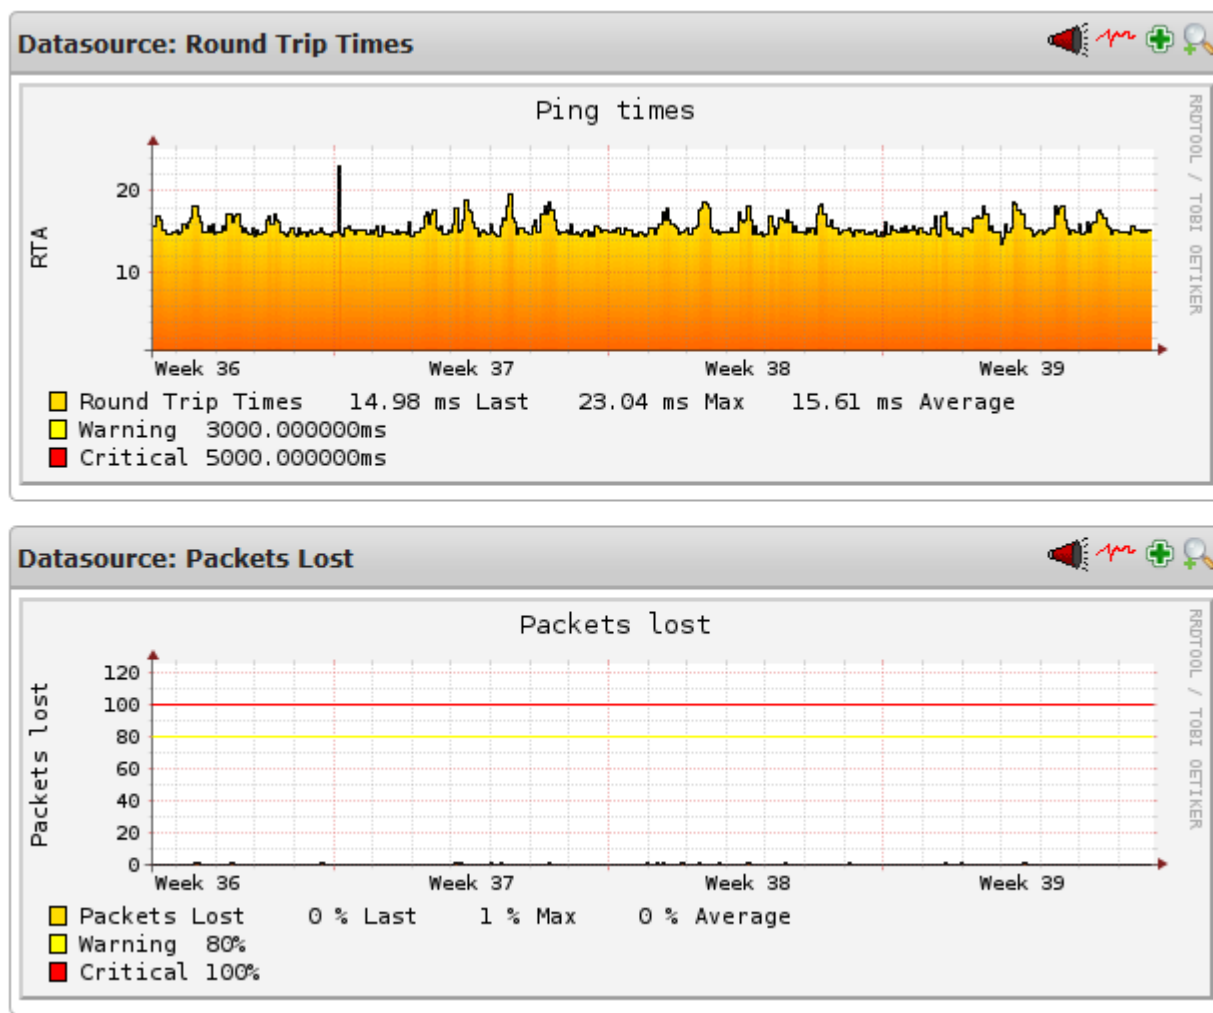 Datasource: Round Trip Times
Ping times
RRDTOOL / TOBI OETIKER
RTA
20
10
Week 36 Week 37 Week 38 Week 39
Round Trip Times 14.98 ms Last 23.04 ms Max 15.61 ms Average
Warning 3000.000000ms
Critical 5000.000000ms
Datasource: Packets Lost
Packets lost
RRDTOOL / TOBI OETIKER
Packets lost
120
100
80
60
40
20
0
Week 36 Week 37 Week 38 Week 39
Packets Lost 0 % Last 1 % Max 0 % Average
Warning 80%
Critical 100%